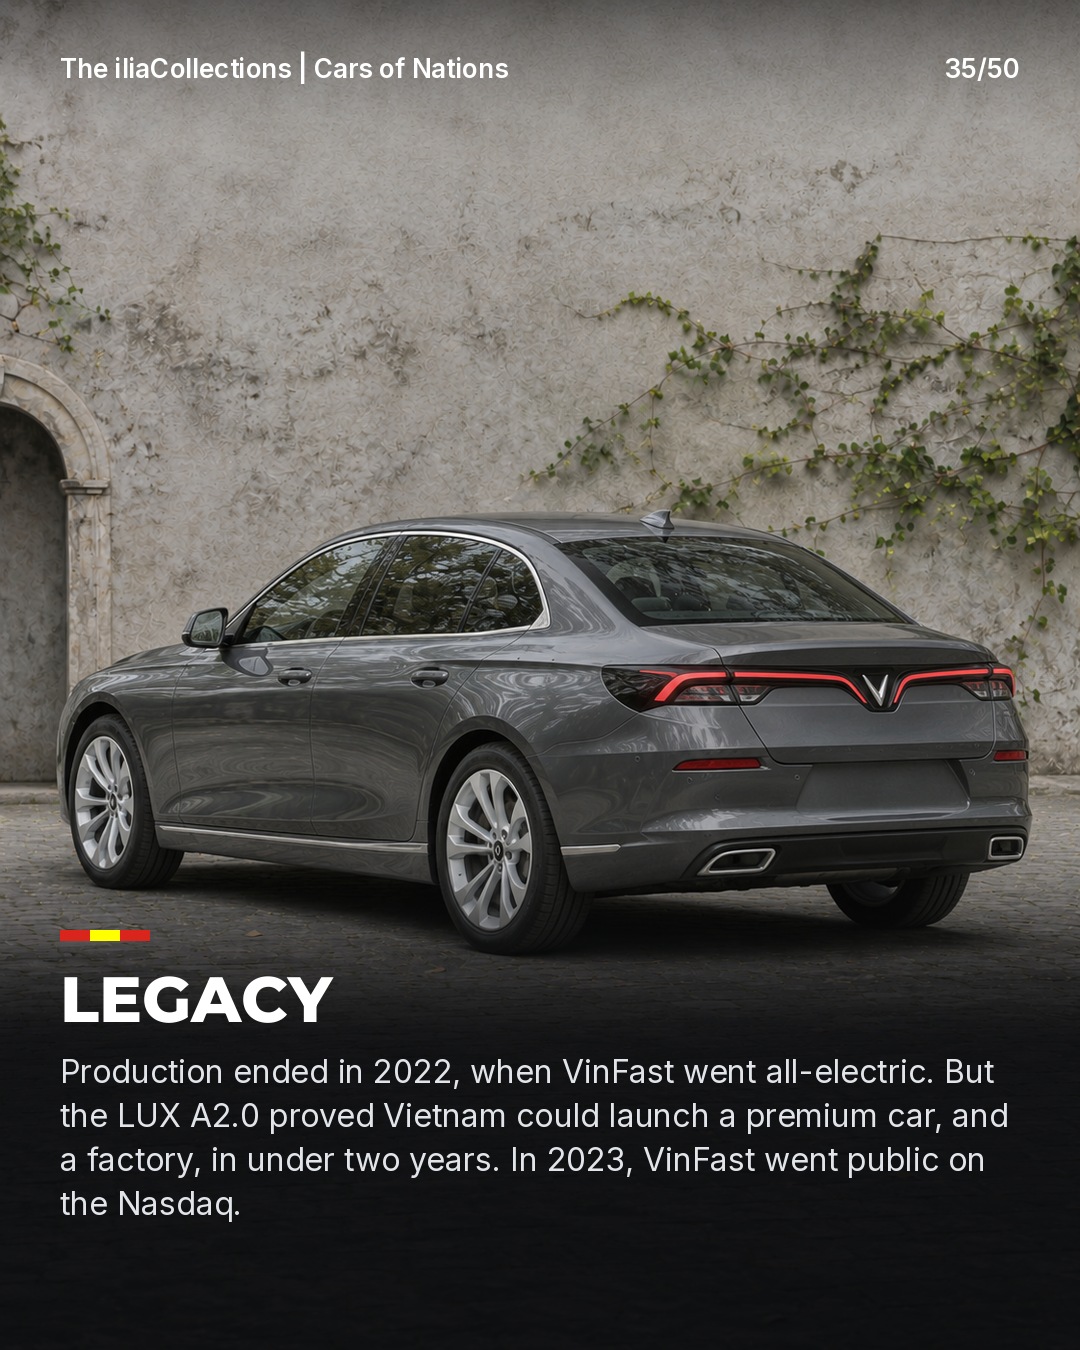 The iliaCollections | Cars of Nations
35/50
LEGACY
Production ended in 2022, when VinFast went all-electric. But
the LUX A2.0 proved Vietnam could launch a premium car, and
a factory, in under two years. In 2023, VinFast went public on
the Nasdaq.